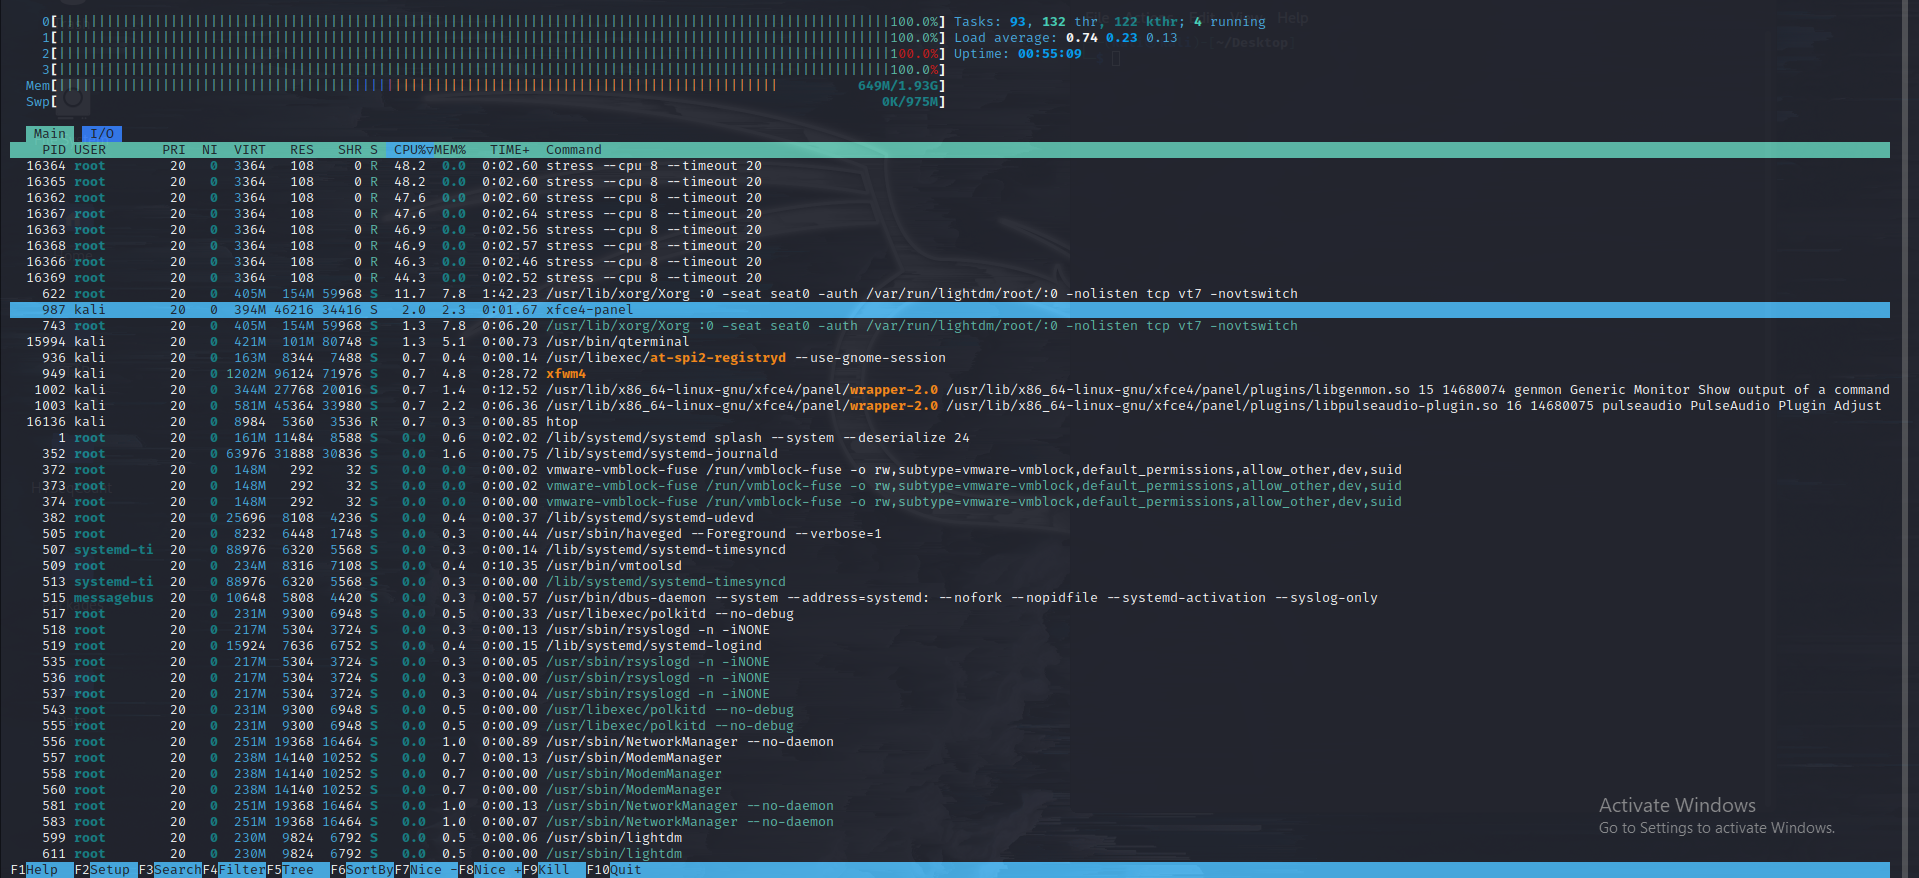 0[||||||||||||||||||||||||||||||||||||||||||||||||||||||||||||||||||||||||||||||||||||||||||||||||||||||||100.0%] Tasks: 93, 132 thr, 122 kthr; 4 running
1[||||||||||||||||||||||||||||||||||||||||||||||||||||||||||||||||||||||||||||||||||||||||||||||||||||||||100.0%] Load average: 0.74 0.23 0.13
2[||||||||||||||||||||||||||||||||||||||||||||||||||||||||||||||||||||||||||||||||||||||||||||||||||||||||100.0%] Uptime: 00:55:09
3[||||||||||||||||||||||||||||||||||||||||||||||||||||||||||||||||||||||||||||||||||||||||||||||||||||||||100.0%]
Mem[||||||||||||||||||||||||||||||||||||||||||||||||||||||||||||||||||||||||||||||||||||||||||649M/1.93G]
Swp[0K/975M]
Main I/O
PID USER PRI NI VIRT RES SHR S CPU%▽MEM% TIME+ Command
16364 root 20 0 3364 108 0 R 48.2 0.0 0:02.60 stress --cpu 8 --timeout 20
16365 root 20 0 3364 108 0 R 48.2 0.0 0:02.60 stress --cpu 8 --timeout 20
16362 root 20 0 3364 108 0 R 47.6 0.0 0:02.60 stress --cpu 8 --timeout 20
16367 root 20 0 3364 108 0 R 47.6 0.0 0:02.64 stress --cpu 8 --timeout 20
16363 root 20 0 3364 108 0 R 46.9 0.0 0:02.56 stress --cpu 8 --timeout 20
16368 root 20 0 3364 108 0 R 46.9 0.0 0:02.57 stress --cpu 8 --timeout 20
16366 root 20 0 3364 108 0 R 46.3 0.0 0:02.46 stress --cpu 8 --timeout 20
16369 root 20 0 3364 108 0 R 44.3 0.0 0:02.52 stress --cpu 8 --timeout 20
622 root 20 0 405M 154M 59968 S 11.7 7.8 1:42.23 /usr/lib/xorg/Xorg :0 -seat seat0 -auth /var/run/lightdm/root/:0 -nolisten tcp vt7 -novtswitch
987 kali 20 0 394M 46216 34416 S 2.0 2.3 0:01.67 xfce4-panel
743 root 20 0 405M 154M 59968 S 1.3 7.8 0:06.20 /usr/lib/xorg/Xorg :0 -seat seat0 -auth /var/run/lightdm/root/:0 -nolisten tcp vt7 -novtswitch
15994 kali 20 0 421M 101M 80748 S 1.3 5.1 0:00.73 /usr/bin/qterminal
936 kali 20 0 163M 8344 7488 S 0.7 0.4 0:00.14 /usr/libexec/at-spi2-registryd --use-gnome-session
949 kali 20 0 1202M 96124 71976 S 0.7 4.8 0:28.72 xfwm4
1002 kali 20 0 344M 27768 20016 S 0.7 1.4 0:12.52 /usr/lib/x86_64-linux-gnu/xfce4/panel/wrapper-2.0 /usr/lib/x86_64-linux-gnu/xfce4/panel/plugins/libgenmon.so 15 14680074 genmon Generic Monitor Show output of a command
1003 kali 20 0 581M 45364 33980 S 0.7 2.2 0:06.36 /usr/lib/x86_64-linux-gnu/xfce4/panel/wrapper-2.0 /usr/lib/x86_64-linux-gnu/xfce4/panel/plugins/libpulseaudio-plugin.so 16 14680075 pulseaudio PulseAudio Plugin Adjust
16136 kali 20 0 8984 5360 3536 R 0.7 0.3 0:00.85 htop
1 root 20 0 161M 11484 8588 S 0.0 0.6 0:02.02 /lib/systemd/systemd splash --system --deserialize 24
352 root 20 0 63976 31888 30836 S 0.0 1.6 0:00.75 /lib/systemd/systemd-journald
372 root 20 0 148M 292 32 S 0.0 0.0 0:00.02 vmware-vmblock-fuse /run/vmblock-fuse -o rw,subtype=vmware-vmblock,default_permissions,allow_other,dev,suid
373 root 20 0 148M 292 32 S 0.0 0.0 0:00.02 vmware-vmblock-fuse /run/vmblock-fuse -o rw,subtype=vmware-vmblock,default_permissions,allow_other,dev,suid
374 root 20 0 148M 292 32 S 0.0 0.0 0:00.00 vmware-vmblock-fuse /run/vmblock-fuse -o rw,subtype=vmware-vmblock,default_permissions,allow_other,dev,suid
382 root 20 0 25696 8108 4236 S 0.0 0.4 0:00.37 /lib/systemd/systemd-udevd
505 root 20 0 8232 6448 1748 S 0.0 0.3 0:00.44 /usr/sbin/haveged --Foreground --verbose=1
507 systemd-ti 20 0 88976 6320 5568 S 0.0 0.3 0:00.14 /lib/systemd/systemd-timesyncd
509 root 20 0 234M 8316 7108 S 0.0 0.4 0:10.35 /usr/bin/vmtoolsd
513 systemd-ti 20 0 88976 6320 5568 S 0.0 0.3 0:00.00 /lib/systemd/systemd-timesyncd
515 messagebus 20 0 10648 5808 4420 S 0.0 0.3 0:00.57 /usr/bin/dbus-daemon --system --address=systemd: --nofork --nopidfile --systemd-activation --syslog-only
517 root 20 0 231M 9300 6948 S 0.0 0.5 0:00.33 /usr/libexec/polkitd --no-debug
518 root 20 0 217M 5304 3724 S 0.0 0.3 0:00.13 /usr/sbin/rsyslogd -n -iNONE
519 root 20 0 15924 7636 6752 S 0.0 0.4 0:00.15 /lib/systemd/systemd-logind
535 root 20 0 217M 5304 3724 S 0.0 0.3 0:00.05 /usr/sbin/rsyslogd -n -iNONE
536 root 20 0 217M 5304 3724 S 0.0 0.3 0:00.00 /usr/sbin/rsyslogd -n -iNONE
537 root 20 0 217M 5304 3724 S 0.0 0.3 0:00.04 /usr/sbin/rsyslogd -n -iNONE
543 root 20 0 231M 9300 6948 S 0.0 0.5 0:00.00 /usr/libexec/polkitd --no-debug
555 root 20 0 231M 9300 6948 S 0.0 0.5 0:00.09 /usr/libexec/polkitd --no-debug
556 root 20 0 251M 19368 16464 S 0.0 1.0 0:00.89 /usr/sbin/NetworkManager --no-daemon
557 root 20 0 238M 14140 10252 S 0.0 0.7 0:00.13 /usr/sbin/ModemManager
558 root 20 0 238M 14140 10252 S 0.0 0.7 0:00.00 /usr/sbin/ModemManager
560 root 20 0 238M 14140 10252 S 0.0 0.7 0:00.00 /usr/sbin/ModemManager
581 root 20 0 251M 19368 16464 S 0.0 1.0 0:00.13 /usr/sbin/NetworkManager --no-daemon
583 root 20 0 251M 19368 16464 S 0.0 1.0 0:00.07 /usr/sbin/NetworkManager --no-daemon
599 root 20 0 230M 9824 6792 S 0.0 0.5 0:00.06 /usr/sbin/lightdm
611 root 20 0 230M 9824 6792 S 0.0 0.5 0:00.00 /usr/sbin/lightdm
Activate Windows
Go to Settings to activate Windows.
F1Help F2Setup F3SearchF4FilterF5Tree F6SortByF7Nice -F8Nice +F9Kill F10Quit